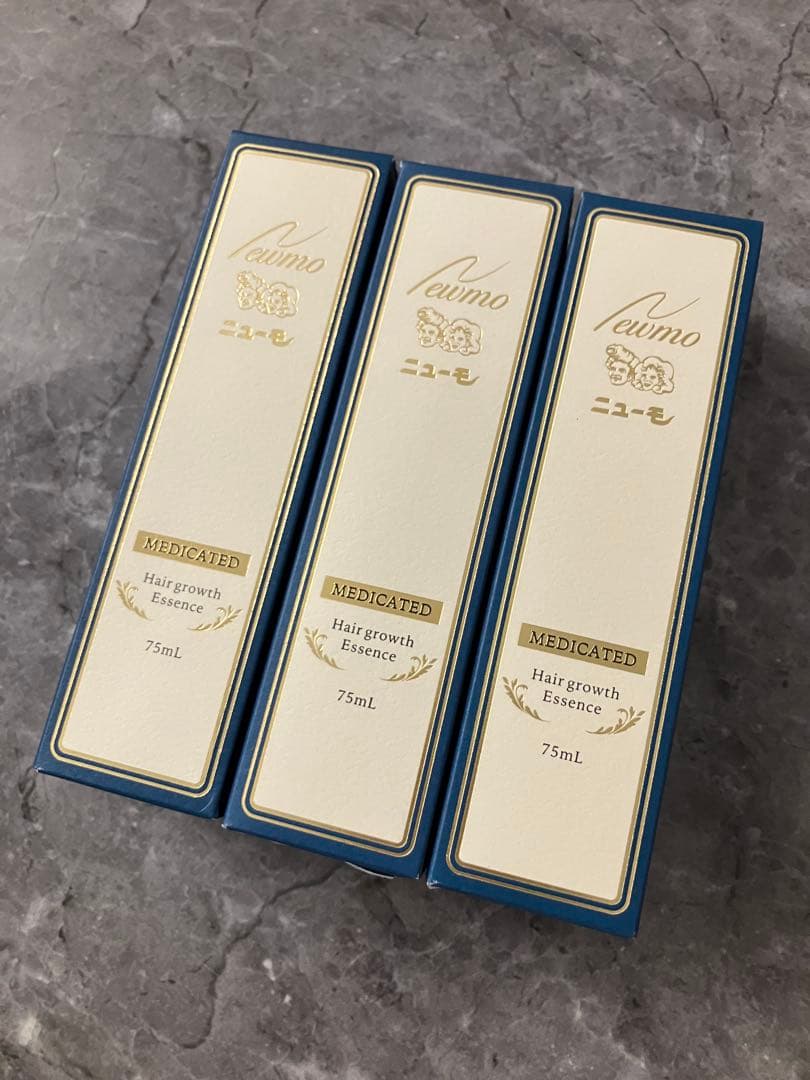 Newmo
ニューモ
MEDICATED
Hair growth
Essence
75mL
Newmo
ニューモ
MEDICATED
Hair growth
Essence
75mL
Newmo
ニューモ
MEDICATED
Hair growth
Essence
75mL